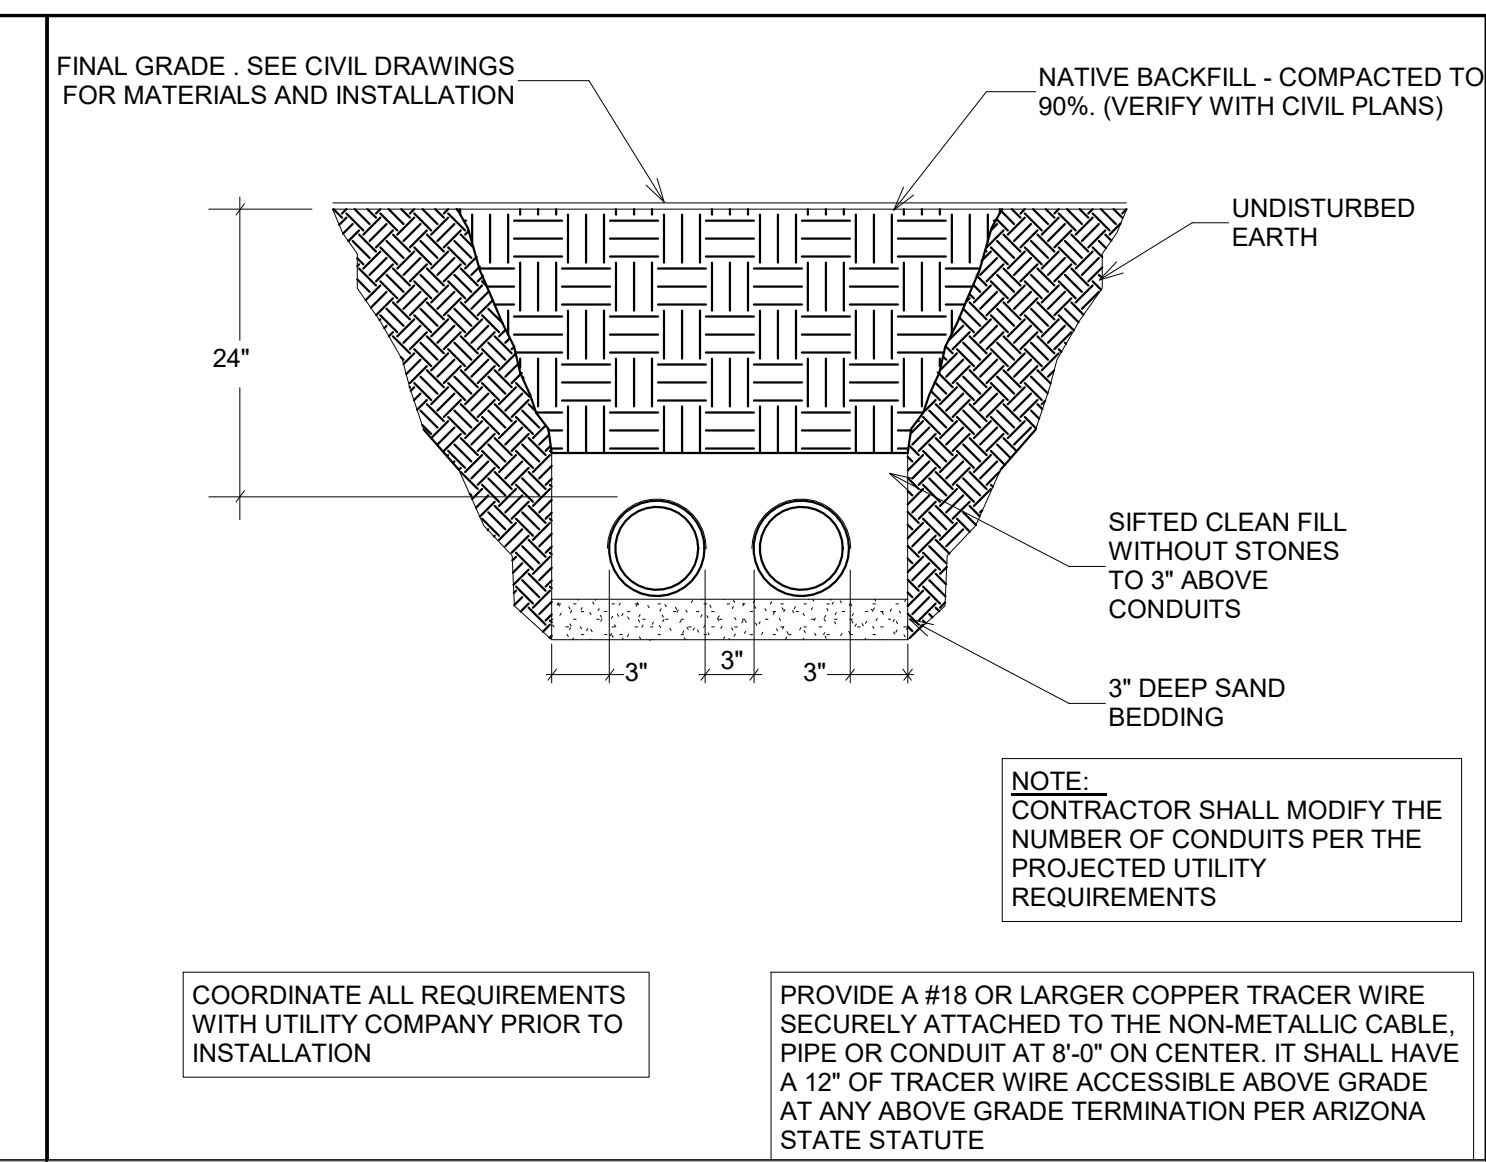 FINAL GRADE . SEE CIVIL DRAWINGS
FOR MATERIALS AND INSTALLATION
NATIVE BACKFILL - COMPACTED TO
90%. (VERIFY WITH CIVIL PLANS)
UNDISTURBED
EARTH
24"
SIFTED CLEAN FILL
WITHOUT STONES
TO 3" ABOVE
CONDUITS
3" 3" 3"
3" DEEP SAND
BEDDING
NOTE:
CONTRACTOR SHALL MODIFY THE
NUMBER OF CONDUITS PER THE
PROJECTED UTILITY
REQUIREMENTS
COORDINATE ALL REQUIREMENTS
WITH UTILITY COMPANY PRIOR TO
INSTALLATION
PROVIDE A #18 OR LARGER COPPER TRACER WIRE
SECURELY ATTACHED TO THE NON-METALLIC CABLE,
PIPE OR CONDUIT AT 8'-0" ON CENTER. IT SHALL HAVE
A 12" OF TRACER WIRE ACCESSIBLE ABOVE GRADE
AT ANY ABOVE GRADE TERMINATION PER ARIZONA
STATE STATUTE